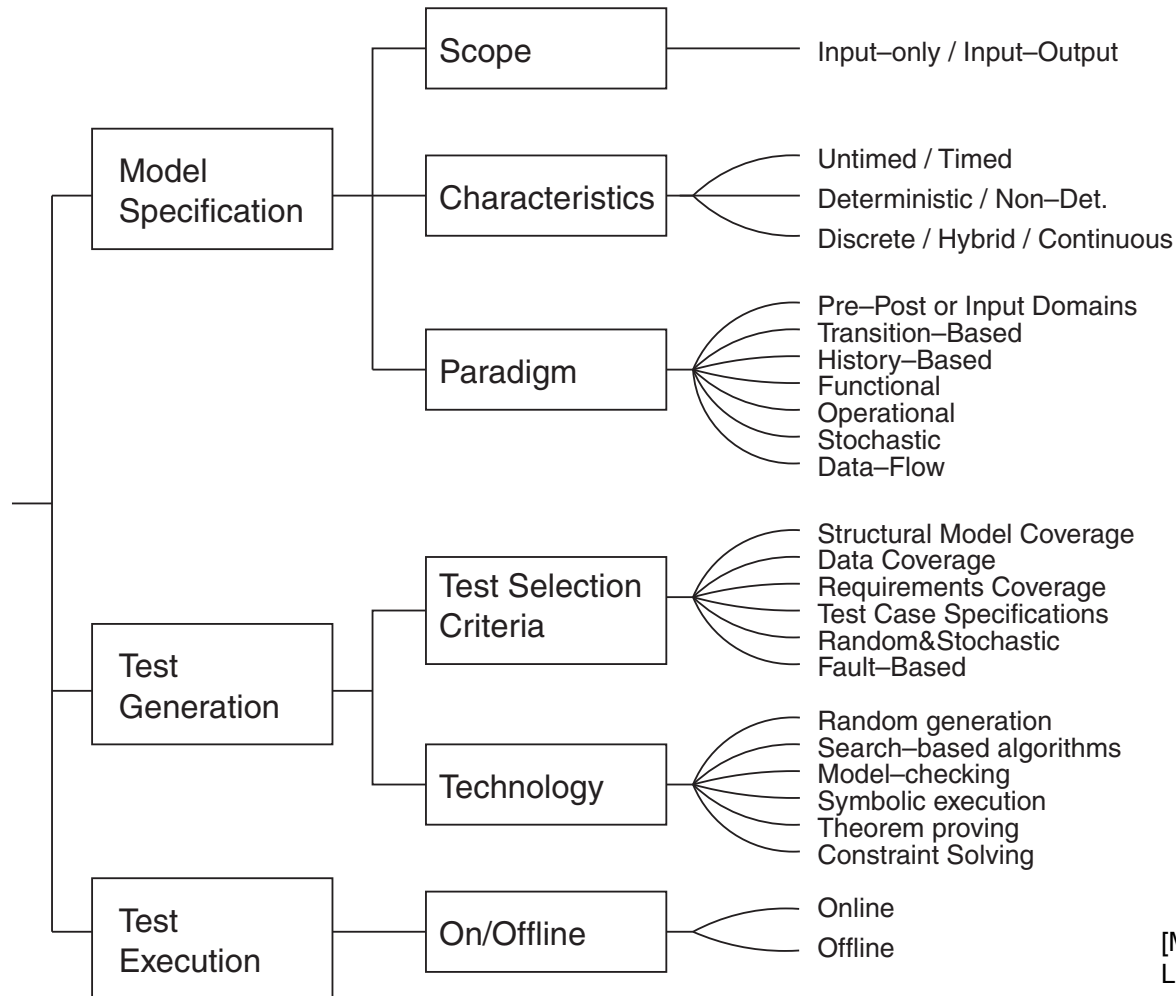 Scope
Input–only / Input–Output
Model
Specification
Characteristics
Untimed / Timed
Deterministic / Non–Det.
Discrete / Hybrid / Continuous
Paradigm
Pre–Post or Input Domains
Transition–Based
History–Based
Functional
Operational
Stochastic
Data–Flow
Test
Generation
Test Selection
Criteria
Structural Model Coverage
Data Coverage
Requirements Coverage
Test Case Specifications
Random&Stochastic
Fault–Based
Technology
Random generation
Search–based algorithms
Model–checking
Symbolic execution
Theorem proving
Constraint Solving
Test
Execution
On/Offline
Online
Offline